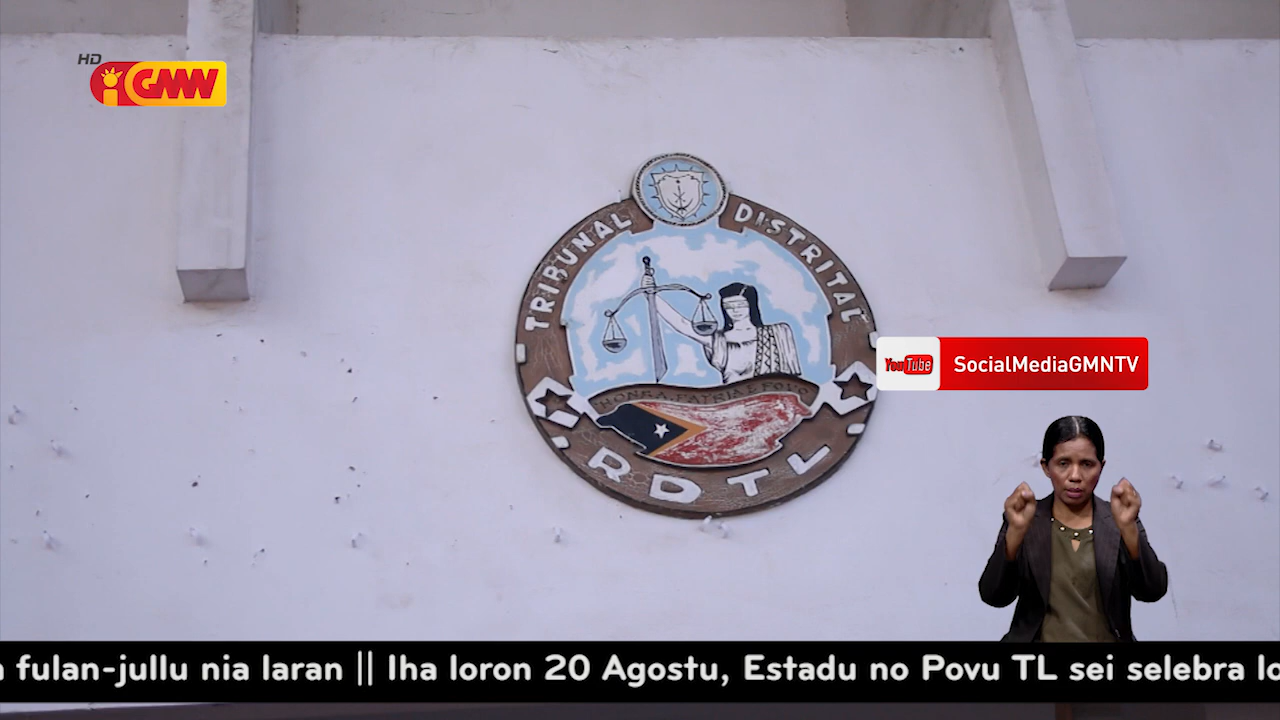 HD
GMN
TRIBUNAL DISTRITAL
HONRA, PATRIA E POVO
RDTL
YouTube SocialMediaGMNTV
fulan-jullu nia laran || Iha loron 20 Agostu, Estadu no Povu TL sei selebra